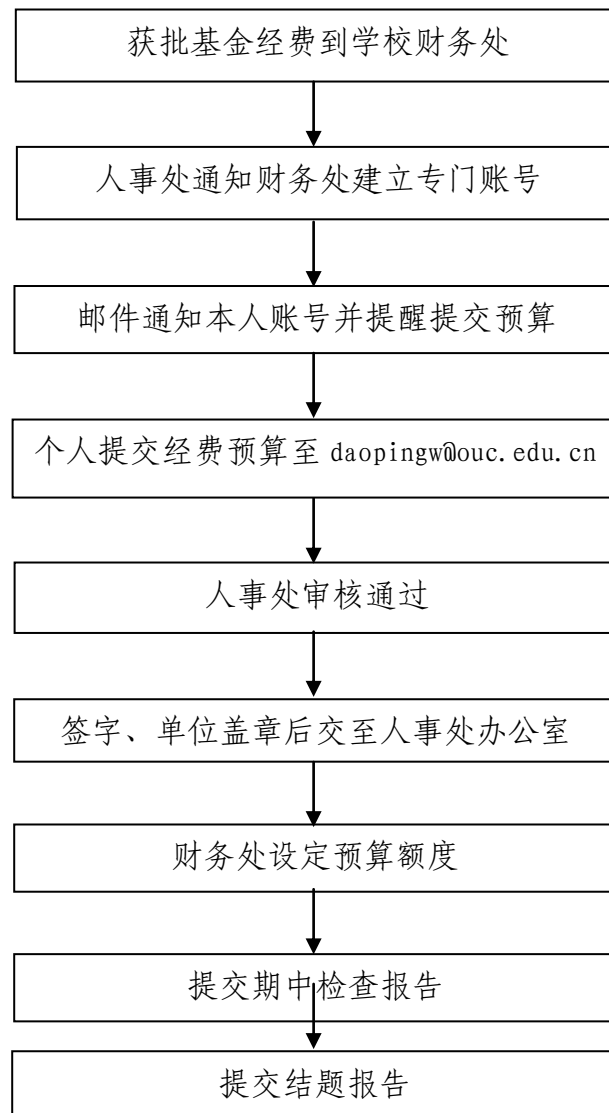 获批基金经费到学校财务处
人事处通知财务处建立专门账号
邮件通知本人账号并提醒提交预算
个人提交经费预算至 daopingw@ouc.edu.cn
人事处审核通过
签字、单位盖章后交至人事处办公室
财务处设定预算额度
提交期中检查报告
提交结题报告